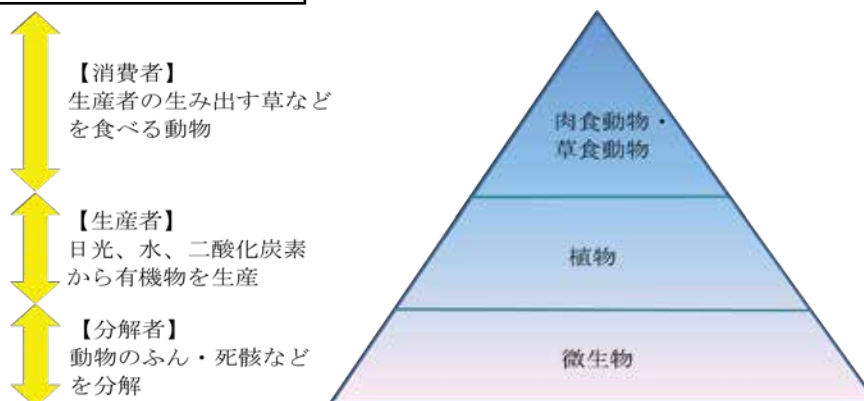 【消費者】
生産者の生み出す草など
を食べる動物
肉食動物・
草食動物
【生産者】
日光、水、二酸化炭素
から有機物を生産
植物
【分解者】
動物のふん・死骸など
を分解
微生物